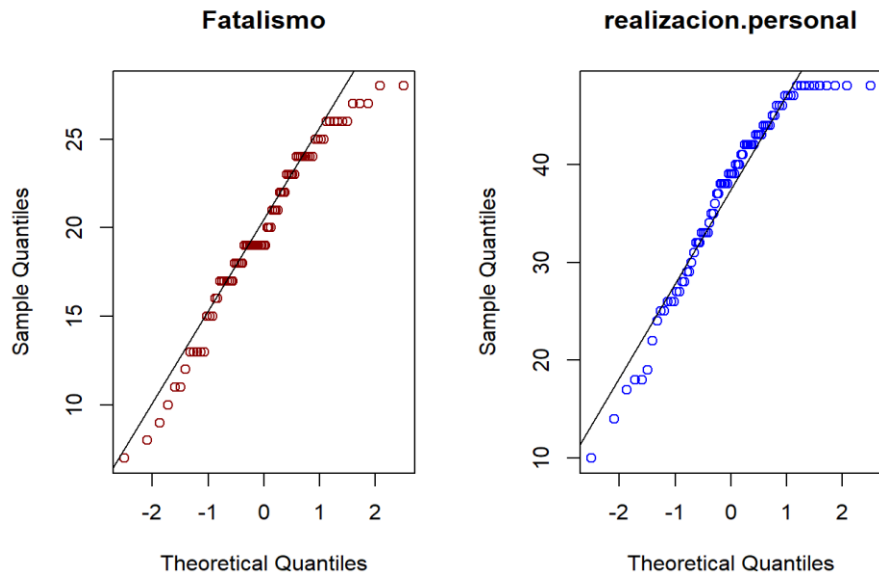 Fatalismo
Sample Quantiles
25
20
15
10
-2 -1 0 1 2
Theoretical Quantiles
realizacion.personal
Sample Quantiles
40
30
20
10
-2 -1 0 1 2
Theoretical Quantiles